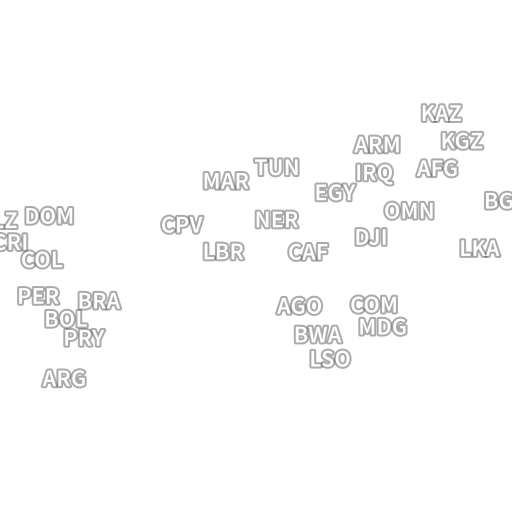 KAZ
ARM
KGZ
TUN
IRQ
AFG
MAR
EGY
BG
OMN
LZ
DOM
CPV
NER
DJI
CRI
LBR
CAF
LKA
COL
PER
BRA
AGO
COM
BOL
MDG
PRY
BWA
LSO
ARG